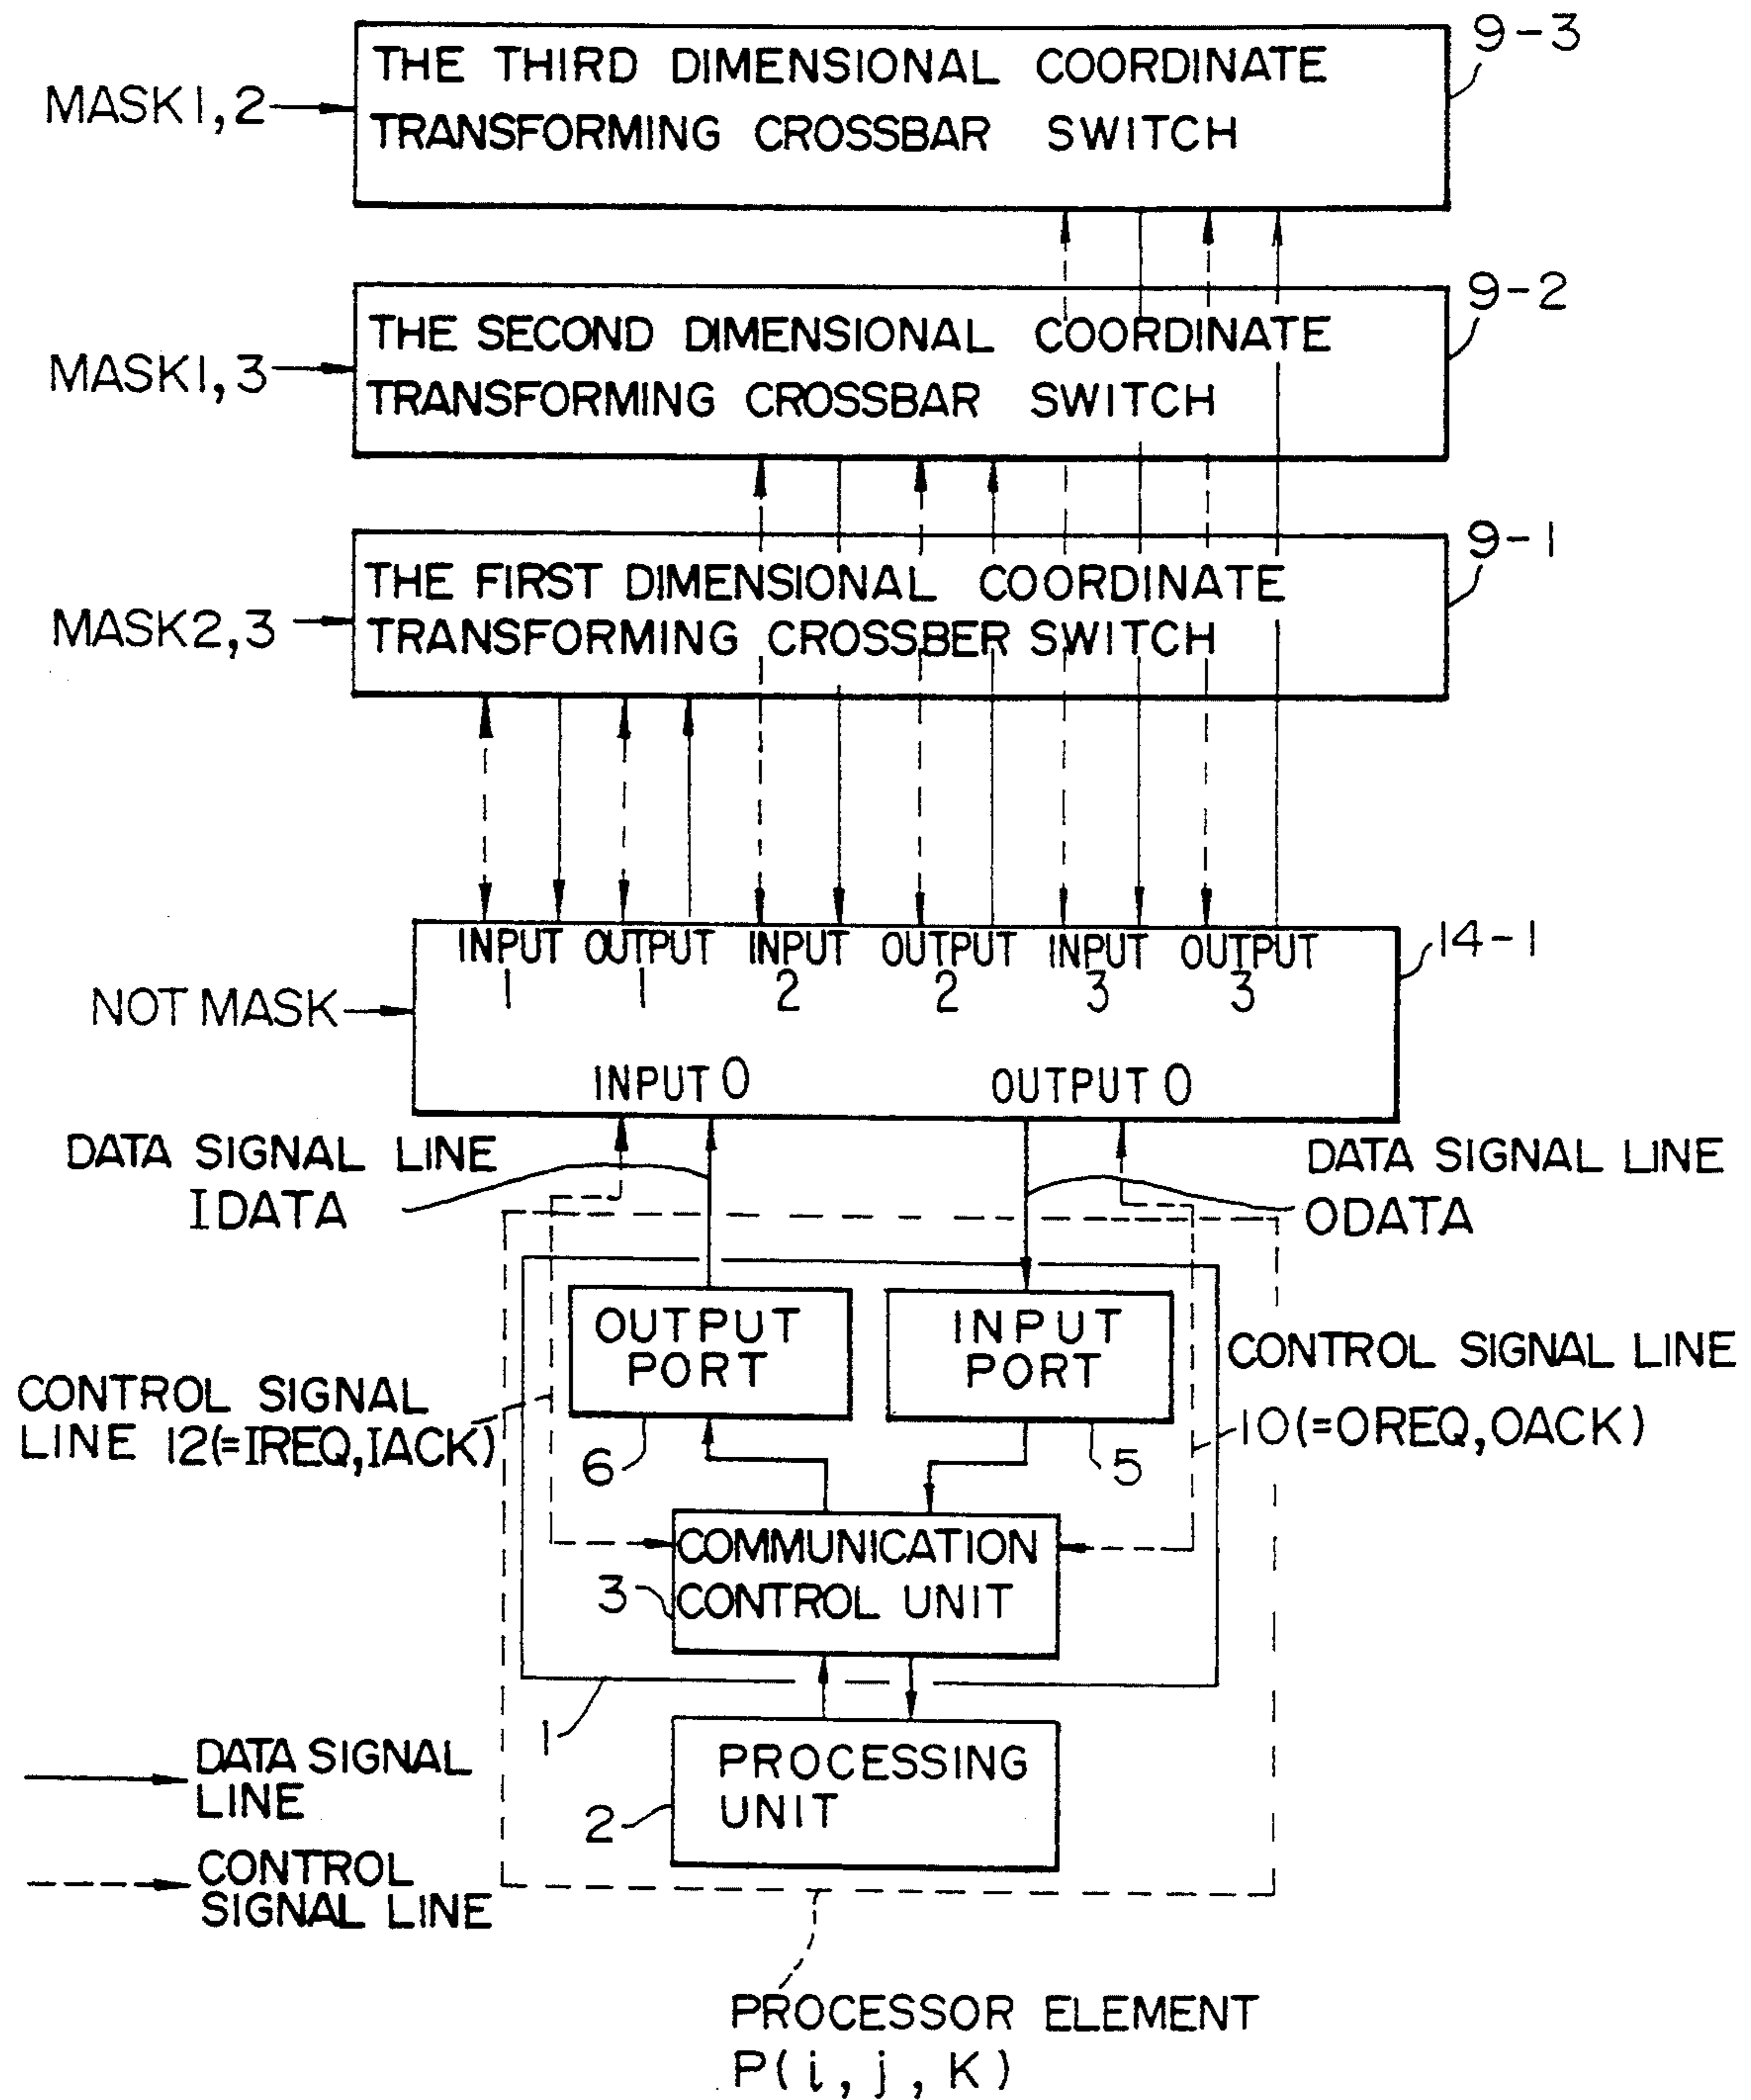 9-3
THE THIRD DIMENSIONAL COORDINATE
TRANSFORMING CROSSBAR SWITCH
MASK1,2
9-2
THE SECOND DIMENSIONAL COORDINATE
TRANSFORMING CROSSBAR SWITCH
MASK1,3
9-1
THE FIRST DIMENSIONAL COORDINATE
TRANSFORMING CROSSBER SWITCH
MASK2,3
INPUT OUTPUT INPUT OUTPUT INPUT OUTPUT
1 1 2 2 3 3
14-1
NOT MASK
INPUT 0 OUTPUT 0
DATA SIGNAL LINE
IDATA
DATA SIGNAL LINE
ODATA
OUTPUT
PORT
INPUT
PORT
CONTROL SIGNAL LINE
10(=OREQ,OACK)
CONTROL SIGNAL
LINE 12(=IREQ,IACK)
6
5
COMMUNICATION
CONTROL UNIT
3
1
PROCESSING
UNIT
2
DATA SIGNAL
LINE
CONTROL
SIGNAL LINE
PROCESSOR ELEMENT
P(i,j,K)